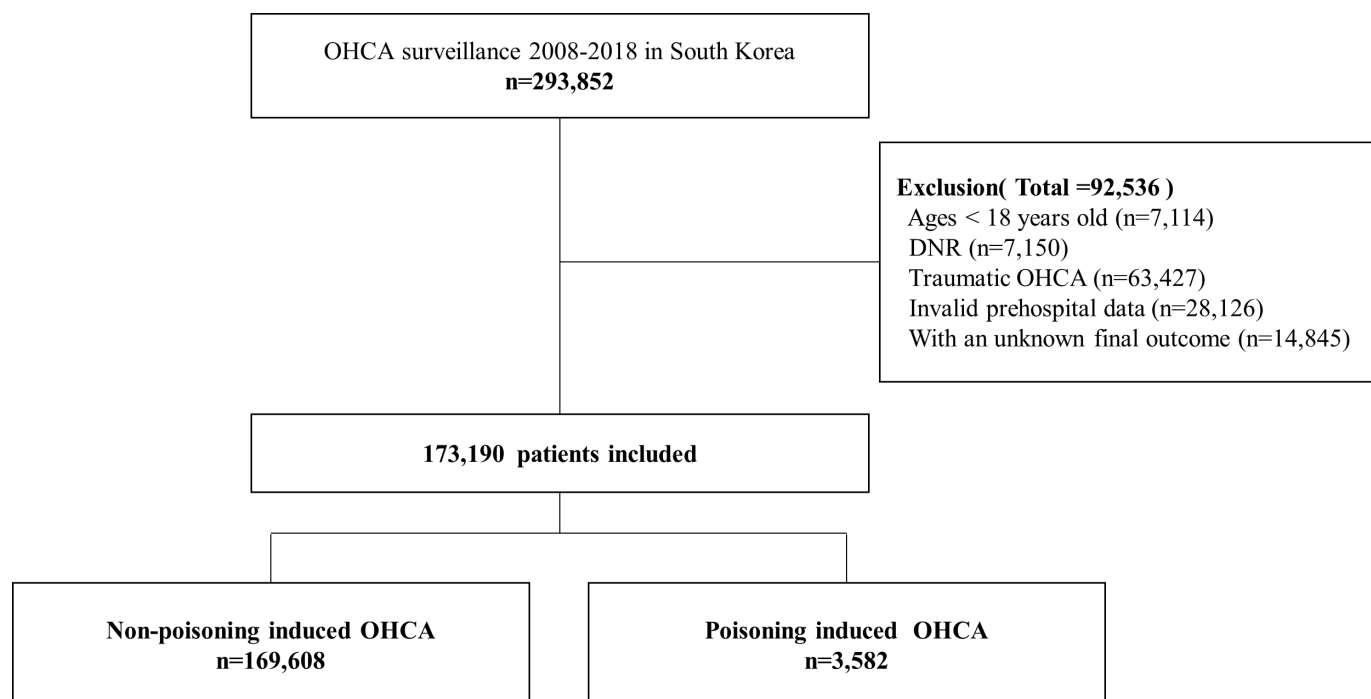 OHCA surveillance 2008-2018 in South Korea
n=293,852
Exclusion( Total =92,536 )
Ages < 18 years old (n=7,114)
DNR (n=7,150)
Traumatic OHCA (n=63,427)
Invalid prehospital data (n=28,126)
With an unknown final outcome (n=14,845)
173,190 patients included
Non-poisoning induced OHCA
n=169,608
Poisoning induced OHCA
n=3,582